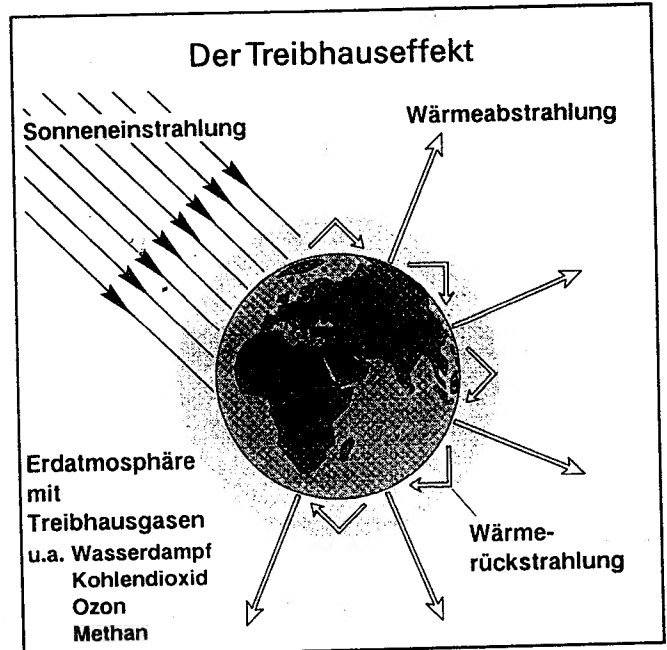 Der Treibhauseffekt
Sonneneinstrahlung
Wärmeabstrahlung
Erdatmosphäre
mit
Treibhausgasen
u.a. Wasserdampf
Kohlendioxid
Ozon
Methan
Wärme-
rückstrahlung